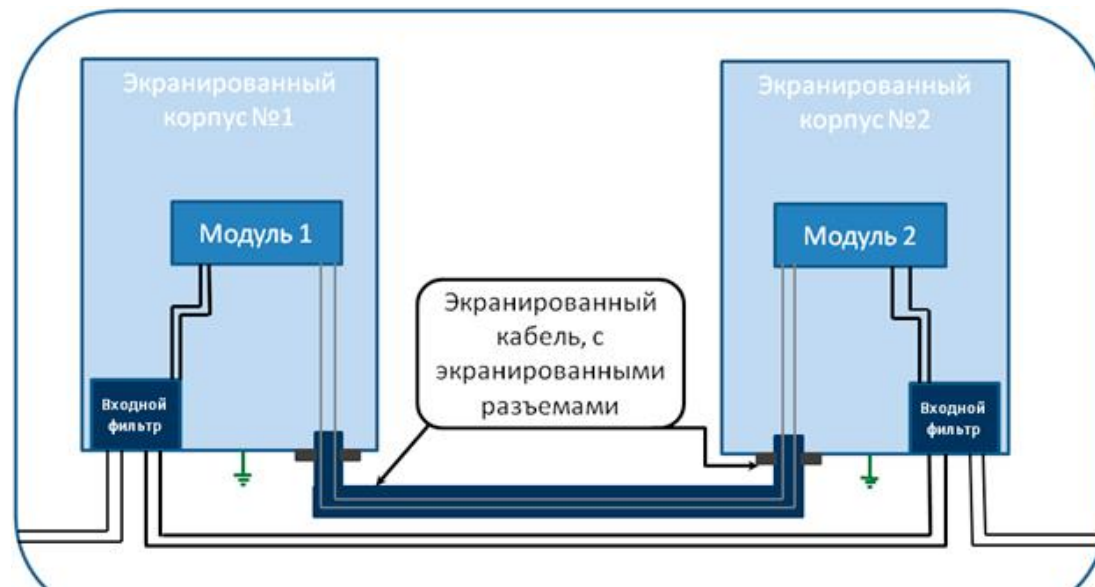 Экранированный
корпус №1
Экранированный
корпус №2
Модуль 1
Модуль 2
Экранированный
кабель, с
экранированными
разъемами
Входной
фильтр
Входной
фильтр